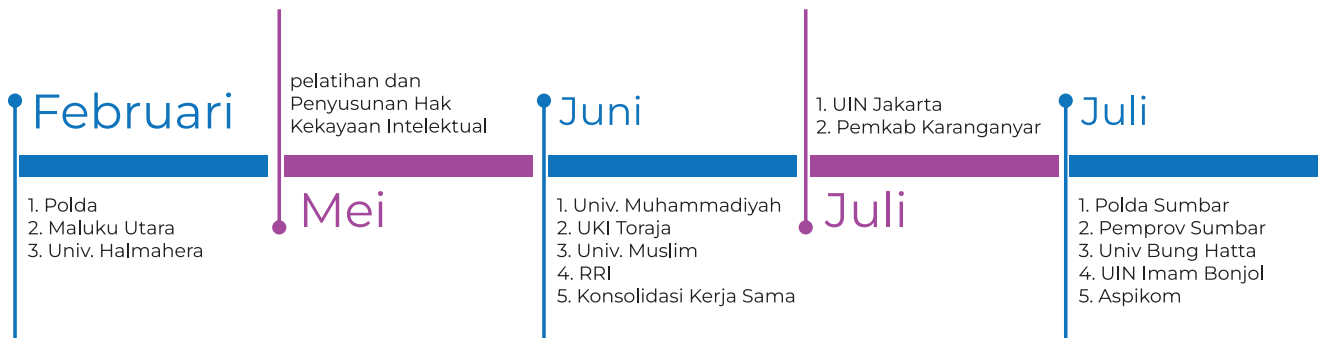 Februari
1. Polda
2. Maluku Utara
3. Univ. Halmahera
pelatihan dan
Penyusunan Hak
Kekayaan Intelektual
Mei
Juni
1. Univ. Muhammadiyah
2. UKI Toraja
3. Univ. Muslim
4. RRI
5. Konsolidasi Kerja Sama
1. UIN Jakarta
2. Pemkab Karanganyar
Juli
Juli
1. Polda Sumbar
2. Pemprov Sumbar
3. Univ Bung Hatta
4. UIN Imam Bonjol
5. Aspikom